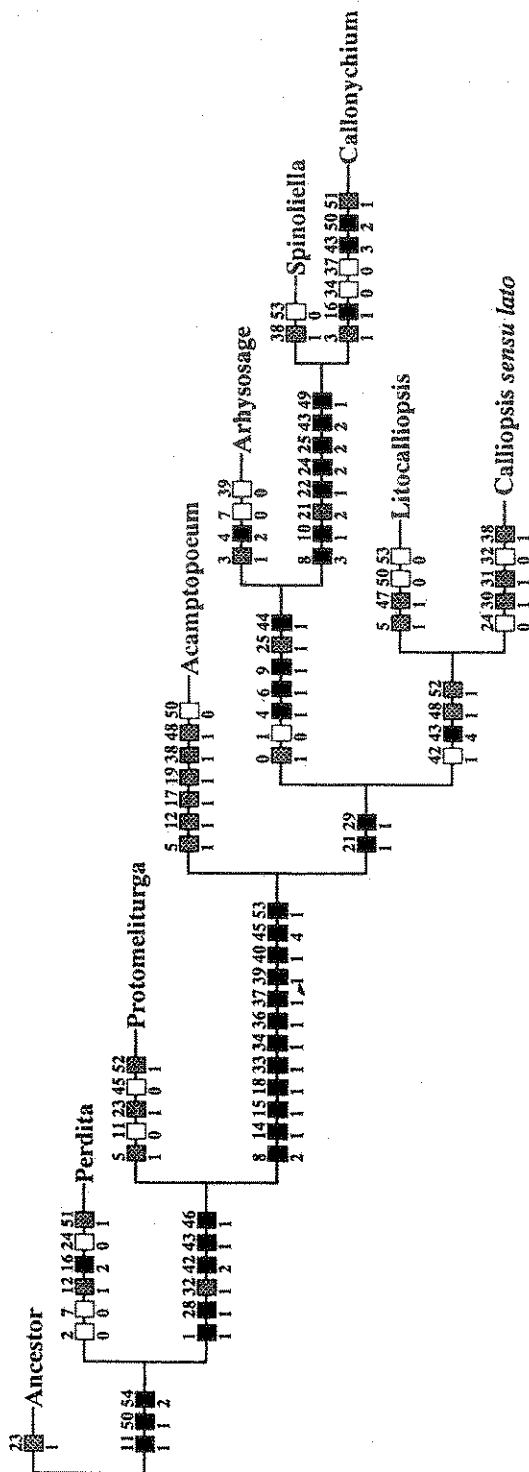 23
Ancestor
1
2 7 12 16 24 51
Perdita
0 0 1 2 0 1
11 50 54
1 1 2
5 11 23 45 52
Protomeliturga
1 0 1 0 1
1 28 32 42 43 46
1 1 1 2 1 1
5 12 17 19 38 48 50
Acamptopoeum
1 1 1 1 1 1 0
8 14 15 18 33 34 36 37 39 40 45 53
2 1 1 1 1 1 1 1 1 1 4 1
3 4 7 39
Arhysosage
1 2 0 0
0 1 4 6 9 25 44
1 0 1 1 1 1 1
38 53
Spinoliella
1 0
8 10 21 22 24 25 43 49
3 1 2 1 2 2 2 1
3 16 34 37 43 50 51
Callonychium
1 1 0 0 3 2 1
21 29
1 1
5 47 50 53
Litocalliopsis
1 1 0 0
42 43 48 52
1 4 1 1
24 30 31 32 38
Calliopsis sensu lato
0 1 1 0 1